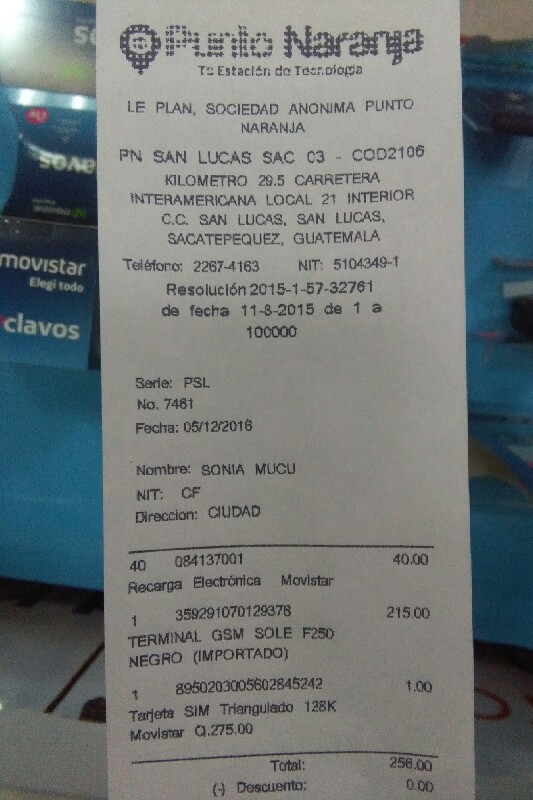 Punto Naranja
Tu Estación de Tecnología
LE PLAN, SOCIEDAD ANONIMA PUNTO
NARANJA
PN SAN LUCAS SAC 03 - COD2106
KILOMETRO 29.5 CARRETERA
INTERAMERICANA LOCAL 21 INTERIOR
C.C. SAN LUCAS, SAN LUCAS,
SACATEPEQUEZ, GUATEMALA
Teléfono: 2267-4163 NIT: 5104349-1
Resolución 2015-1-57-32761
de fecha 11-8-2015 de 1 a
100000
Serie: PSL
No. 7461
Fecha: 05/12/2016
Nombre: SONIA MUCU
NIT: CF
Direccion: CIUDAD
40 084137001 40.00
Recarga Electrónica Movistar
1 359291070129376 215.00
TERMINAL GSM SOLE F250
NEGRO (IMPORTADO)
1 8950203005602845242 1.00
Tarjeta SIM Triangulado 128K
Movistar Q.275.00
Total: 256.00
(-) Descuento: 0.00
movistar
Elegí todo
clavos